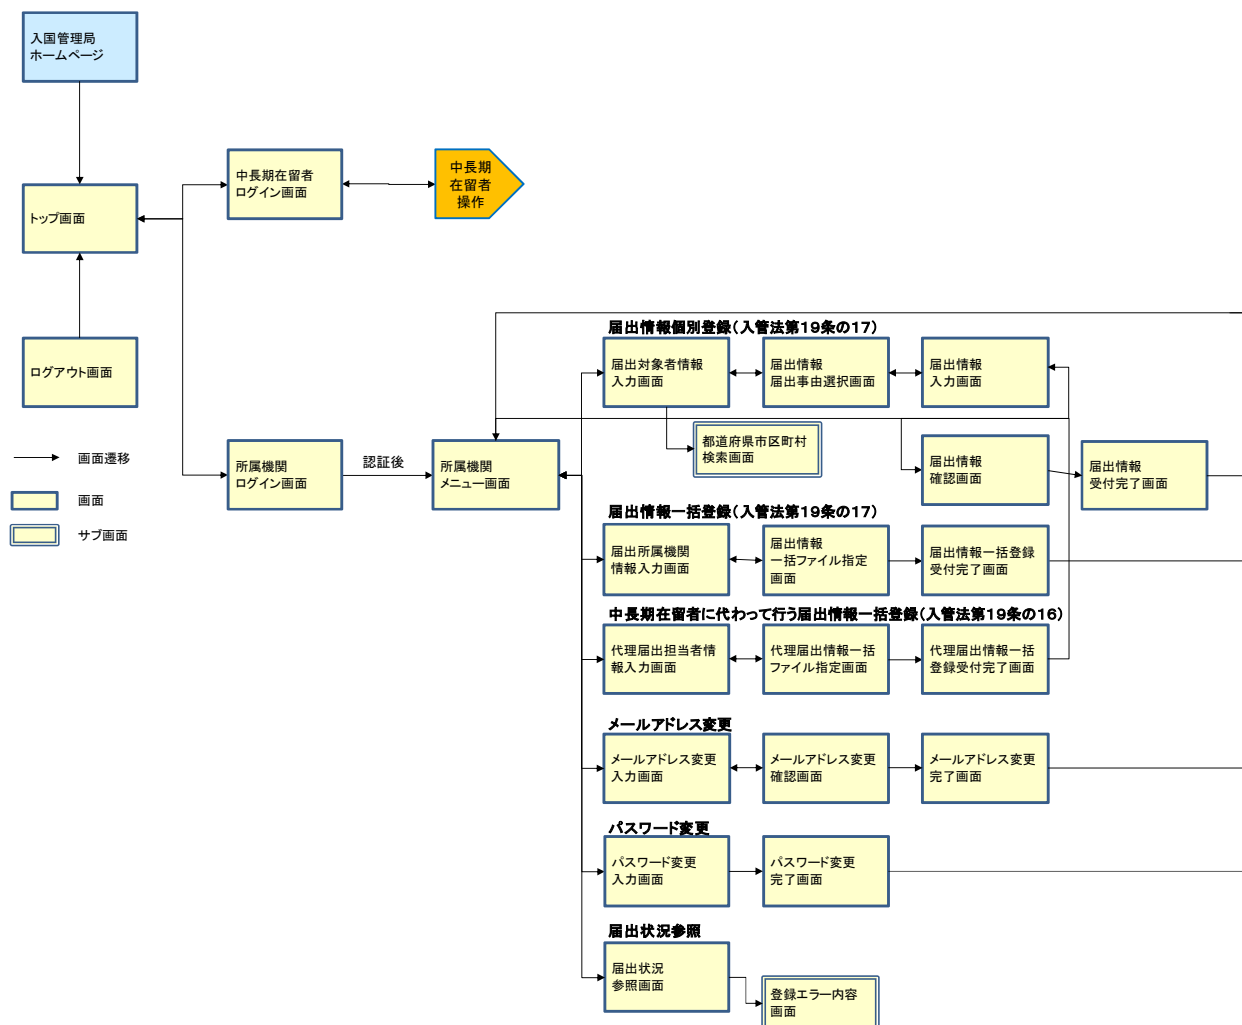 入国管理局
ホームページ
中長期在留者
ログイン画面
中長期
在留者
操作
トップ画面
ログアウト画面
画面遷移
画面
サブ画面
所属機関
ログイン画面
認証後
所属機関
メニュー画面
届出情報個別登録(入管法第19条の17)
届出対象者情報
入力画面
届出情報
届出事由選択画面
届出情報
入力画面
都道府県市区町村
検索画面
届出情報
確認画面
届出情報
受付完了画面
届出情報一括登録(入管法第19条の17)
届出所属機関
情報入力画面
届出情報
一括ファイル指定
画面
届出情報一括登録
受付完了画面
中長期在留者に代わって行う届出情報一括登録(入管法第19条の16)
代理届出担当者情
報入力画面
代理届出情報一括
ファイル指定画面
代理届出情報一括
登録受付完了画面
メールアドレス変更
メールアドレス変更
入力画面
メールアドレス変更
確認画面
メールアドレス変更
完了画面
パスワード変更
パスワード変更
入力画面
パスワード変更
完了画面
届出状況参照
届出状況
参照画面
登録エラー内容
画面